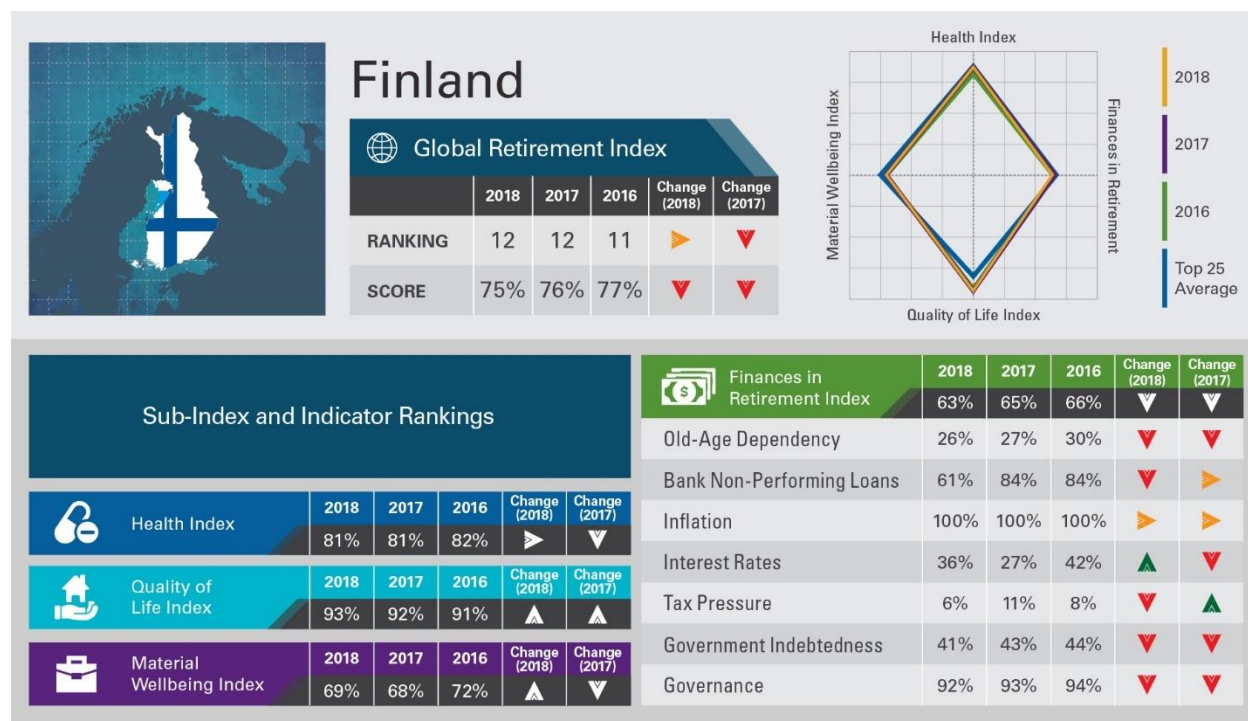 Finland
Global Retirement Index
2018 2017 2016 Change (2018) Change (2017)
RANKING 12 12 11
SCORE 75% 76% 77%
Health Index
Material Wellbeing Index
Finances in Retirement
Quality of Life Index
2018
2017
2016
Top 25
Average
Sub-Index and Indicator Rankings
Health Index
2018 2017 2016 Change (2018) Change (2017)
81% 81% 82%
Quality of
Life Index
2018 2017 2016 Change (2018) Change (2017)
93% 92% 91%
Material
Wellbeing Index
2018 2017 2016 Change (2018) Change (2017)
69% 68% 72%
$
Finances in
Retirement Index
2018 2017 2016 Change (2018) Change (2017)
63% 65% 66%
Old-Age Dependency 26% 27% 30%
Bank Non-Performing Loans 61% 84% 84%
Inflation 100% 100% 100%
Interest Rates 36% 27% 42%
Tax Pressure 6% 11% 8%
Government Indebtedness 41% 43% 44%
Governance 92% 93% 94%